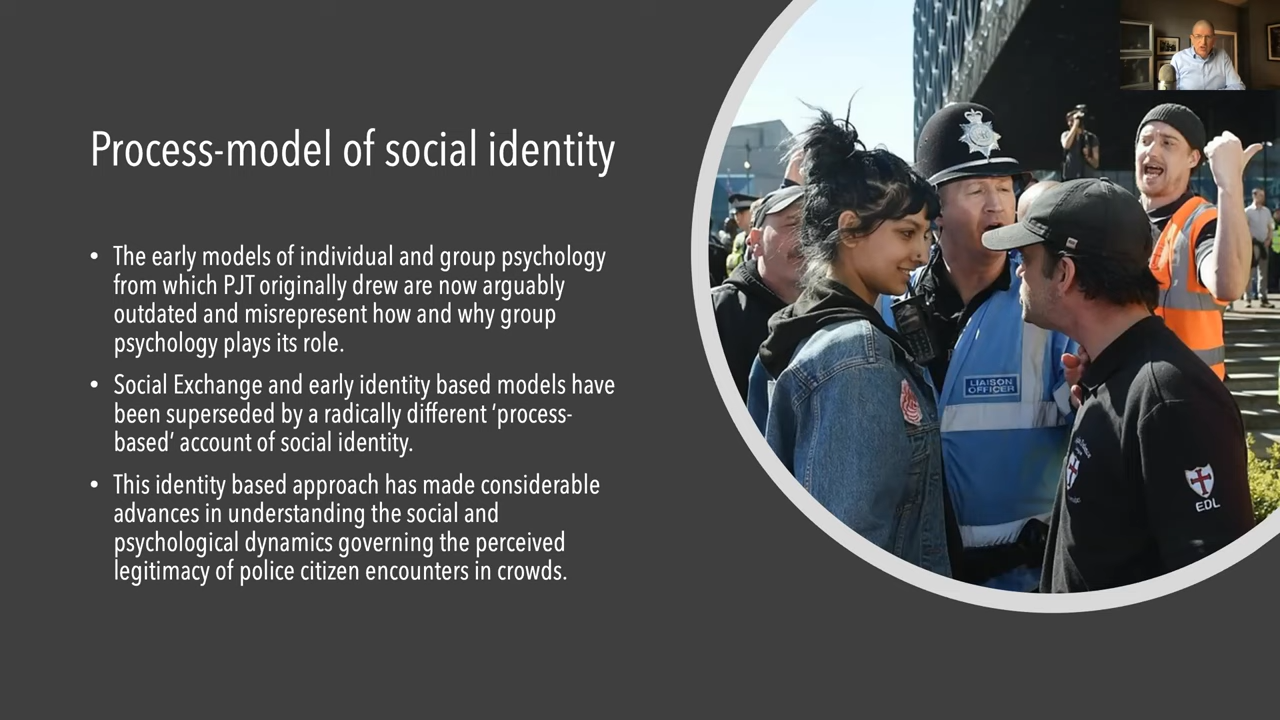 Process-model of social identity
• The early models of individual and group psychology
from which PJT originally drew are now arguably
outdated and misrepresent how and why group
psychology plays its role.
• Social Exchange and early identity based models have
been superseded by a radically different ‘process-
based’ account of social identity.
• This identity based approach has made considerable
advances in understanding the social and
psychological dynamics governing the perceived
legitimacy of police citizen encounters in crowds.
LIAISON
OFFICER
EDL